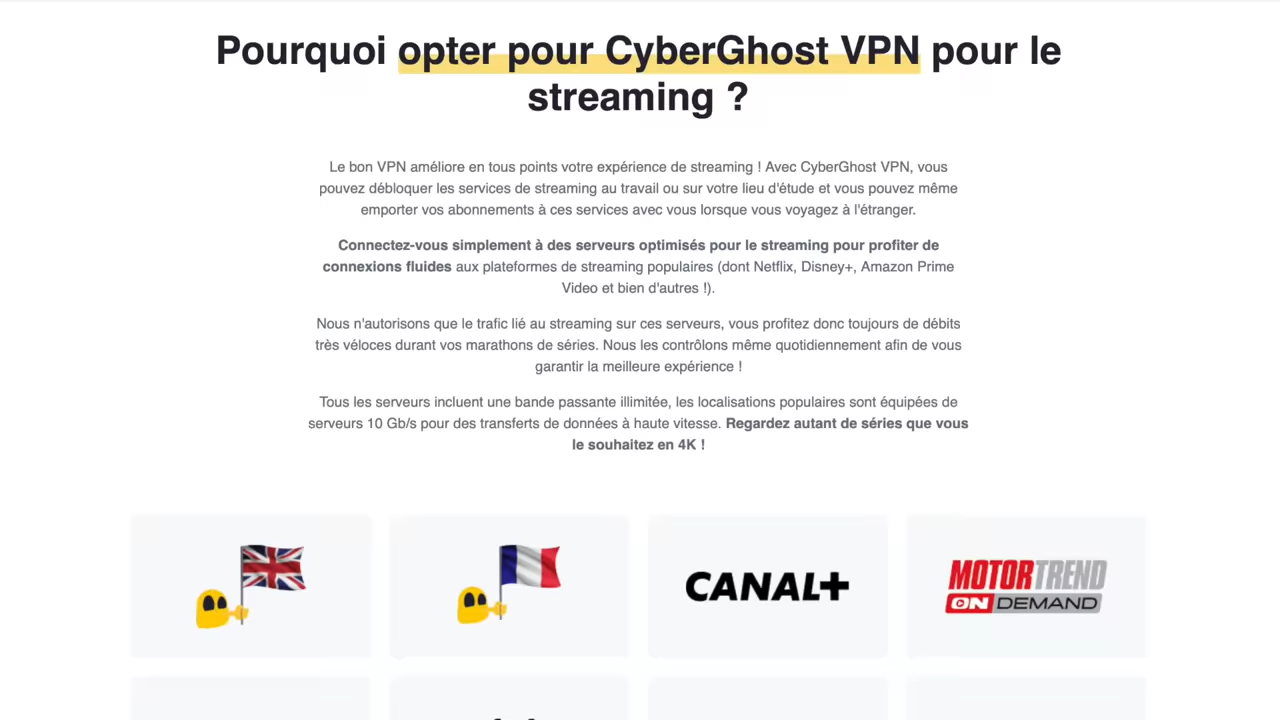 Pourquoi opter pour CyberGhost VPN pour le
streaming ?
Le bon VPN améliore en tous points votre expérience de streaming ! Avec CyberGhost VPN, vous
pouvez débloquer les services de streaming au travail ou sur votre lieu d'étude et vous pouvez même
emporter vos abonnements à ces services avec vous lorsque vous voyagez à l'étranger.
Connectez-vous simplement à des serveurs optimisés pour le streaming pour profiter de
connexions fluides aux plateformes de streaming populaires (dont Netflix, Disney+, Amazon Prime
Video et bien d'autres !).
Nous n'autorisons que le trafic lié au streaming sur ces serveurs, vous profitez donc toujours de débits
très véloces durant vos marathons de séries. Nous les contrôlons même quotidiennement afin de vous
garantir la meilleure expérience !
Tous les serveurs incluent une bande passante illimitée, les localisations populaires sont équipées de
serveurs 10 Gb/s pour des transferts de données à haute vitesse. Regardez autant de séries que vous
le souhaitez en 4K !
CANAL+
MOTORTREND
ON DEMAND